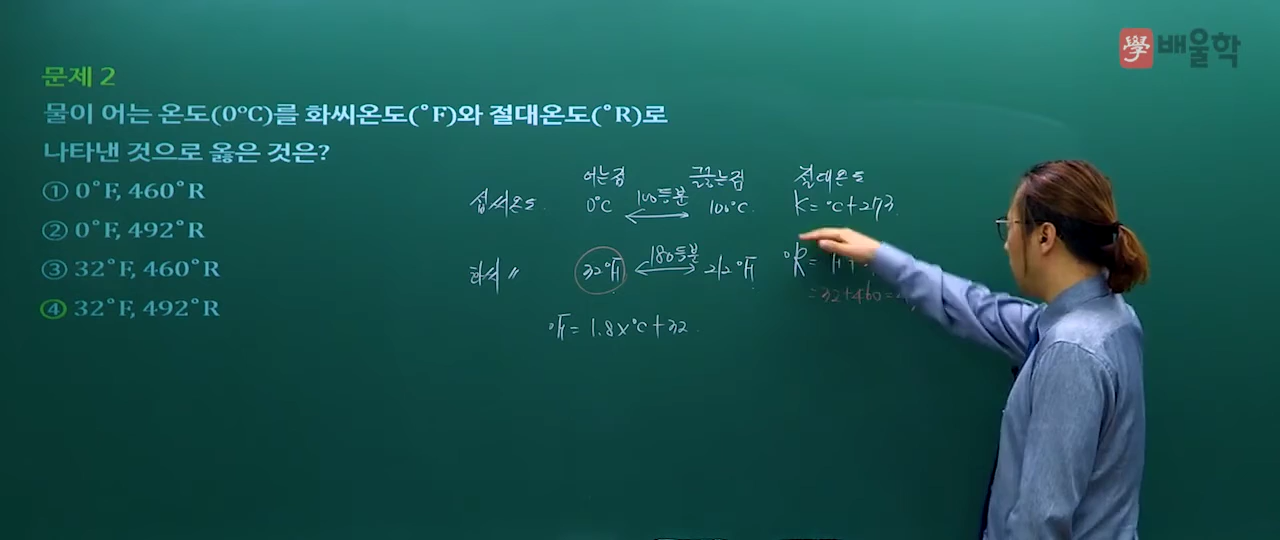 學 배울학
문제 2
물이 어는 온도(0℃)를 화씨온도(˚F)와 절대온도(˚R)로
나타낸 것으로 옳은 것은?
① 0˚F, 460˚R
② 0˚F, 492˚R
③ 32˚F, 460˚R
④ 32˚F, 492˚R
어는점 끓는점 절대온도
섭씨온도 0°C 100등분 100°C K = °C + 273
화씨 〃 32°F 180등분 212°F °R =
= 32 + 460 =
°F = 1.8 × °C + 32